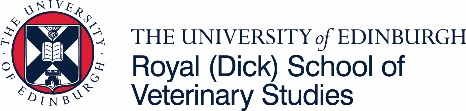 THE UNIVERSITY OF EDINBURGH
THE UNIVERSITY of EDINBURGH
Royal (Dick) School of
Veterinary Studies